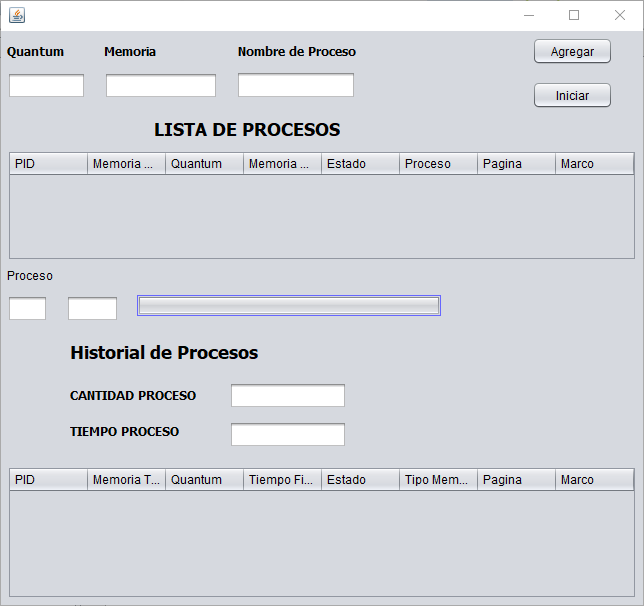 Quantum Memoria Nombre de Proceso Agregar
Iniciar
LISTA DE PROCESOS
PID Memoria ... Quantum Memoria ... Estado Proceso Pagina Marco
Proceso
Historial de Procesos
CANTIDAD PROCESO
TIEMPO PROCESO
PID Memoria T... Quantum Tiempo Fi... Estado Tipo Mem... Pagina Marco